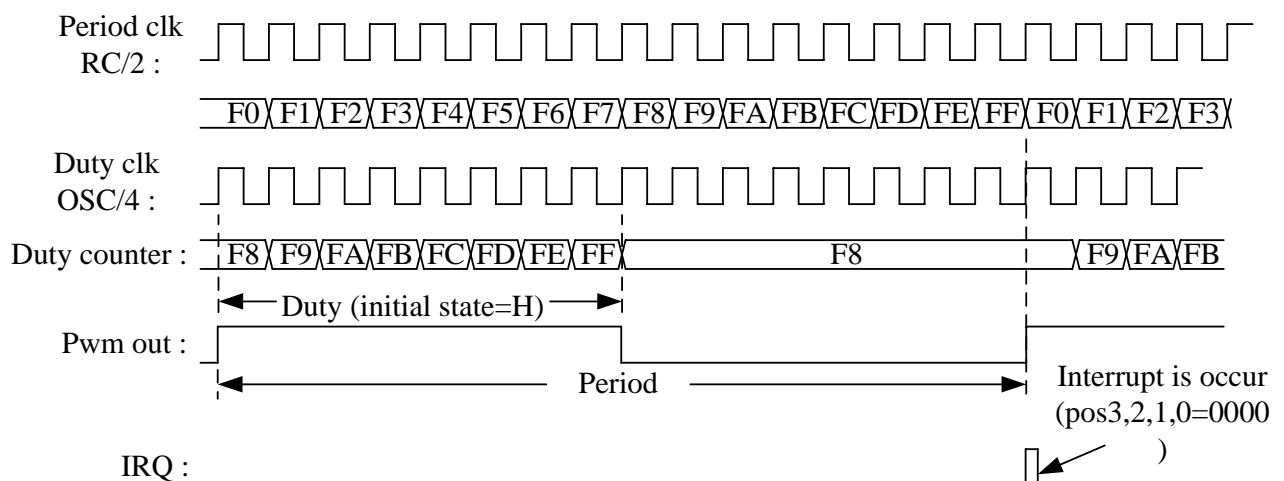 Period clk
RC/2 :
F0 F1 F2 F3 F4 F5 F6 F7 F8 F9 FA FB FC FD FE FF F0 F1 F2 F3
Duty clk
OSC/4 :
Duty counter : F8 F9 FA FB FC FD FE FF F8 F9 FA FB
Duty (initial state=H)
Pwm out :
Period
Interrupt is occur
(pos3,2,1,0=0000
)
IRQ :